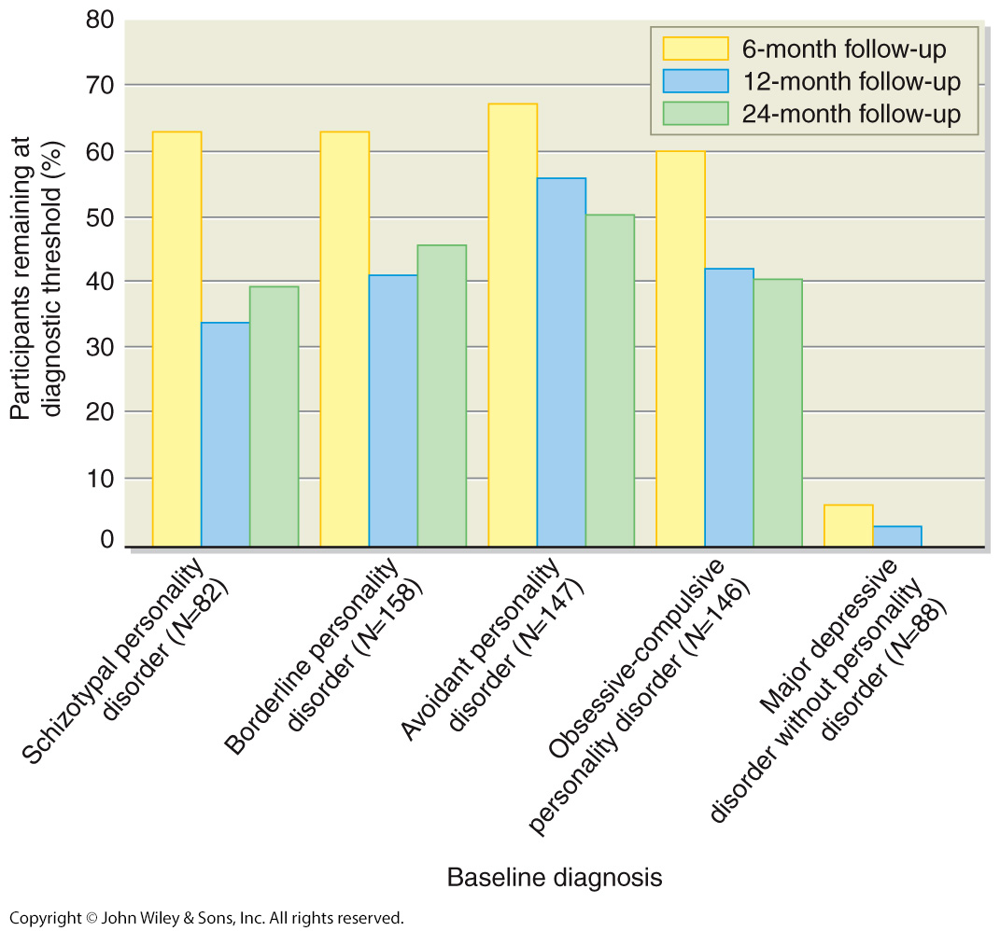 80
70
60
50
40
30
20
10
0
Participants remaining at
diagnostic threshold (%)
6-month follow-up
12-month follow-up
24-month follow-up
Schizotypal personality
disorder (N=82)
Borderline personality
disorder (N=158)
Avoidant personality
disorder (N=147)
Obsessive-compulsive
personality disorder (N=146)
Major depressive
disorder without personality
disorder (N=88)
Baseline diagnosis
Copyright © John Wiley & Sons, Inc. All rights reserved.